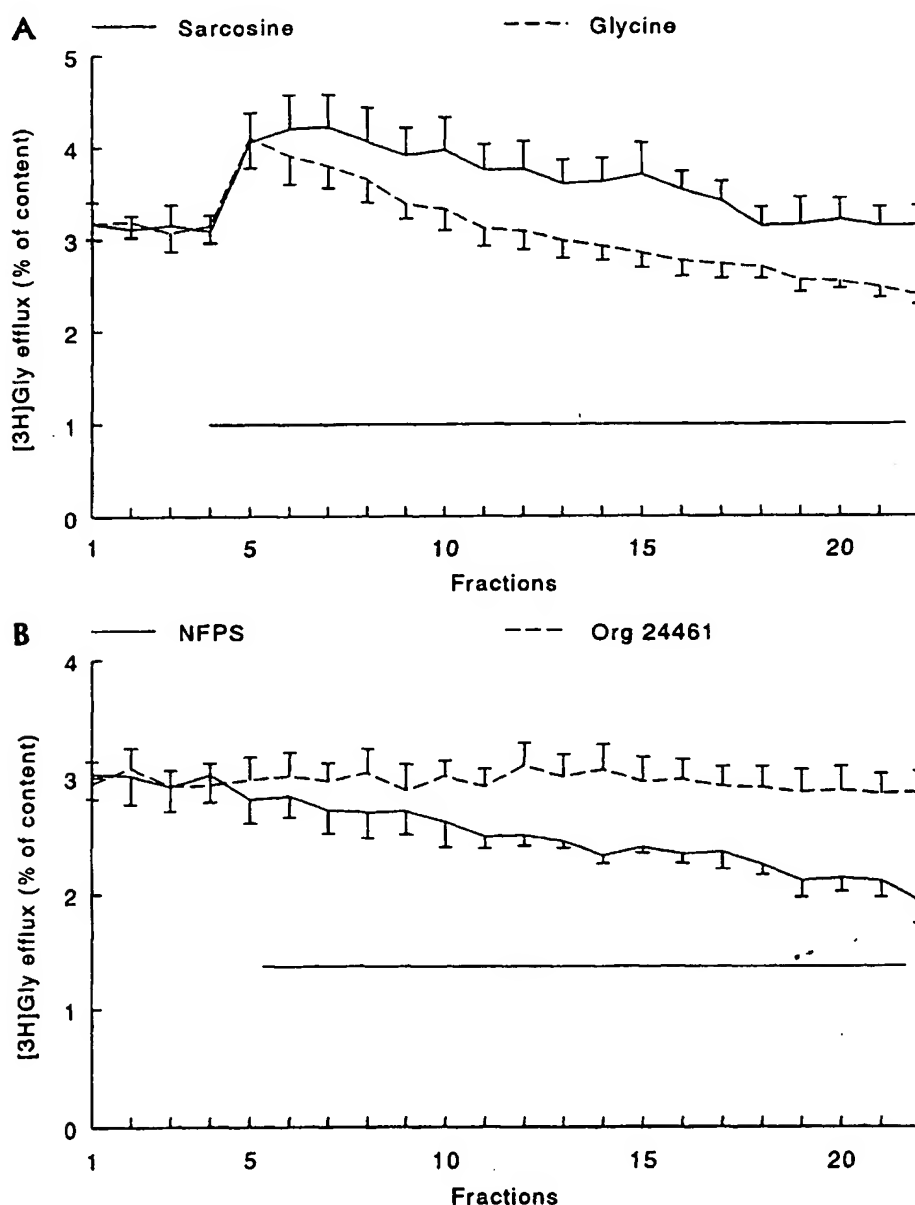 A
Sarcosine
Glycine
[3H]Gly efflux (% of content)
5
4
3
2
1
0
1
5
10
15
20
Fractions
B
NFPS
Org 24461
[3H]Gly efflux (% of content)
4
3
2
1
0
1
5
10
15
20
Fractions